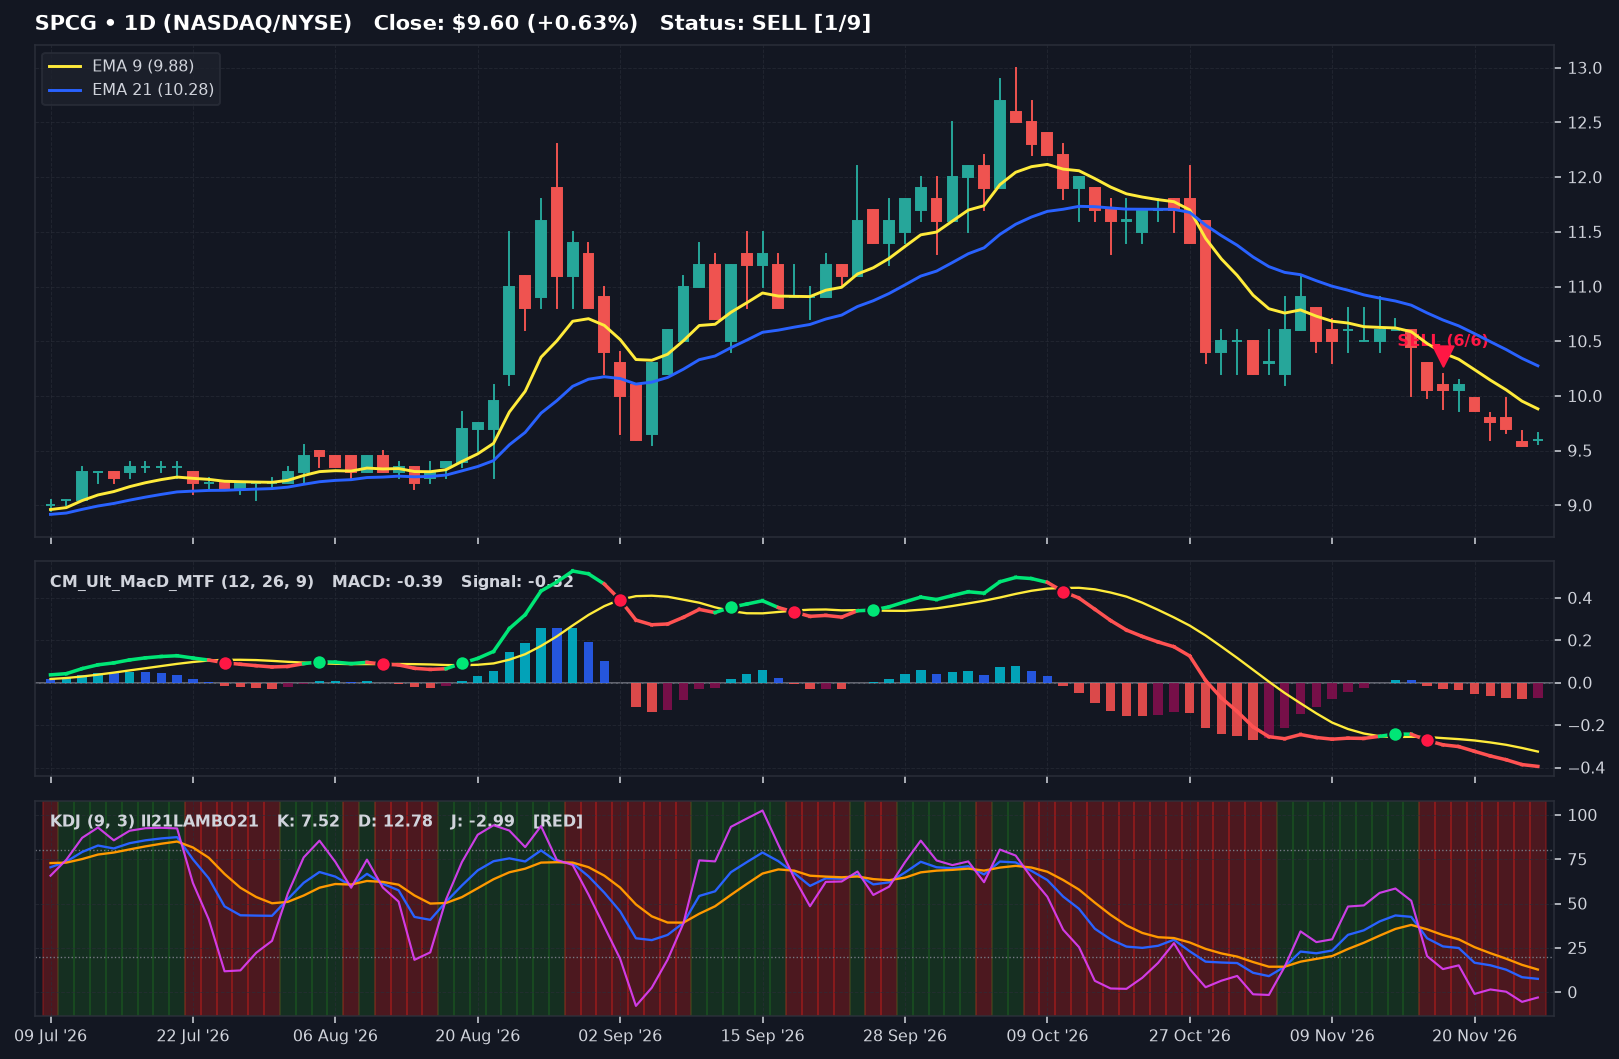 SPCG • 1D (NASDAQ/NYSE)   Close: $9.60 (+0.63%)   Status: SELL [1/9]
EMA 9 (9.88)
EMA 21 (10.28)
13.0
12.5
12.0
11.5
11.0
10.5
10.0
9.5
9.0
SELL (6/6)
CM_Ult_MacD_MTF (12, 26, 9)   MACD: -0.39   Signal: -0.32
0.4
0.2
0.0
−0.2
−0.4
KDJ (9, 3) II21LAMBO21   K: 7.52   D: 12.78   J: -2.99   [RED]
100
75
50
25
0
09 Jul '26   22 Jul '26   06 Aug '26   20 Aug '26   02 Sep '26   15 Sep '26   28 Sep '26   09 Oct '26   27 Oct '26   09 Nov '26   20 Nov '26